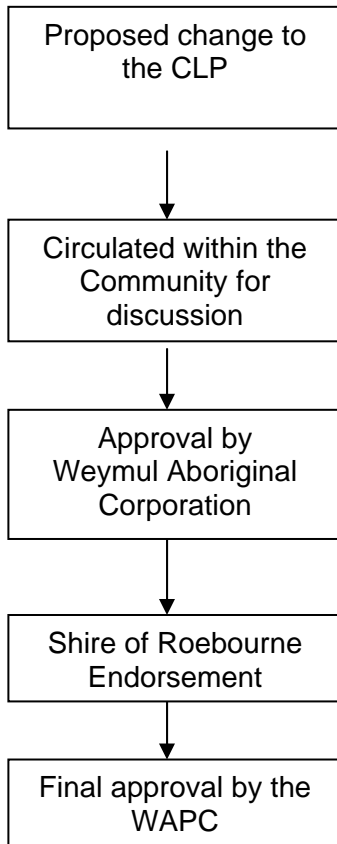 Proposed change to
the CLP
Circulated within the
Community for
discussion
Approval by
Weymul Aboriginal
Corporation
Shire of Roebourne
Endorsement
Final approval by the
WAPC